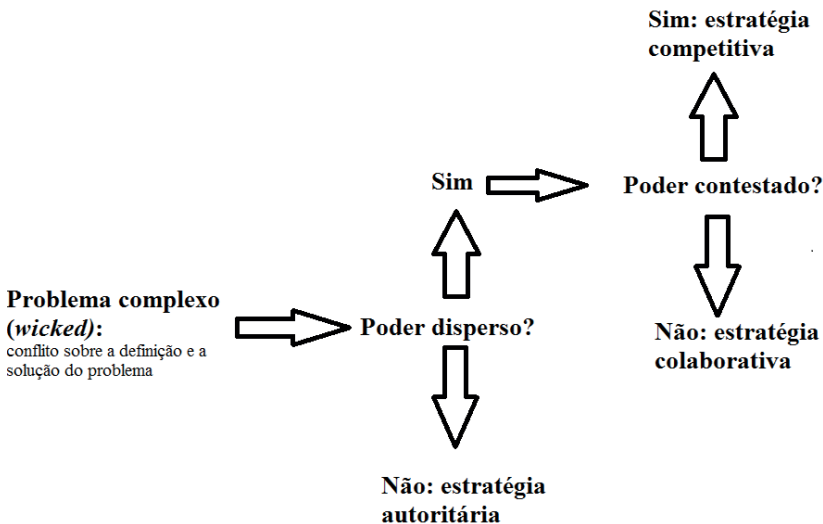 Problema complexo
(wicked):
conflito sobre a definição e a
solução do problema
Poder disperso?
Sim
Não: estratégia
autoritária
Poder contestado?
Sim: estratégia
competitiva
Não: estratégia
colaborativa